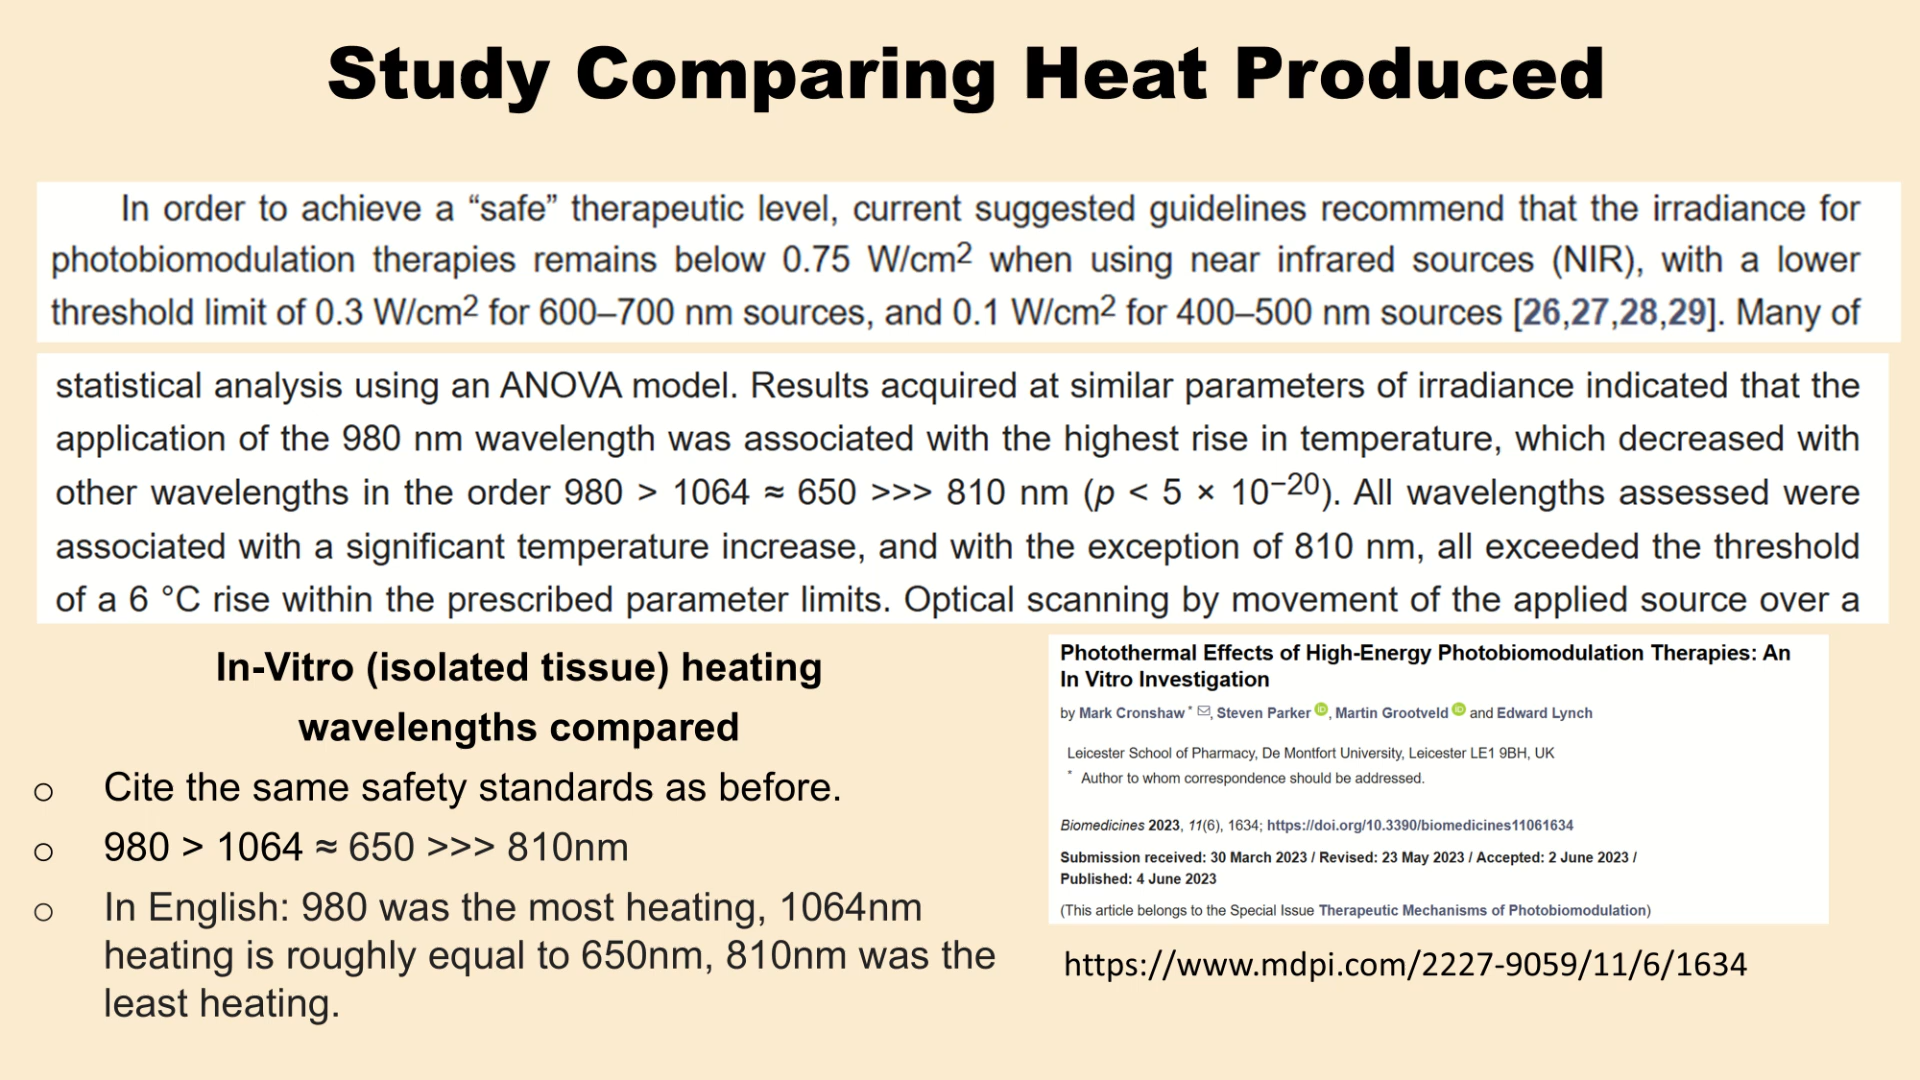 Study Comparing Heat Produced
In order to achieve a “safe” therapeutic level, current suggested guidelines recommend that the irradiance for
photobiomodulation therapies remains below 0.75 W/cm² when using near infrared sources (NIR), with a lower
threshold limit of 0.3 W/cm² for 600–700 nm sources, and 0.1 W/cm² for 400–500 nm sources [26,27,28,29]. Many of
statistical analysis using an ANOVA model. Results acquired at similar parameters of irradiance indicated that the
application of the 980 nm wavelength was associated with the highest rise in temperature, which decreased with
other wavelengths in the order 980 > 1064 ≈ 650 >>> 810 nm (p < 5 × 10⁻²⁰). All wavelengths assessed were
associated with a significant temperature increase, and with the exception of 810 nm, all exceeded the threshold
of a 6 °C rise within the prescribed parameter limits. Optical scanning by movement of the applied source over a
In-Vitro (isolated tissue) heating
wavelengths compared
o Cite the same safety standards as before.
o 980 > 1064 ≈ 650 >>> 810nm
o In English: 980 was the most heating, 1064nm
heating is roughly equal to 650nm, 810nm was the
least heating.
Photothermal Effects of High-Energy Photobiomodulation Therapies: An
In Vitro Investigation
by Mark Cronshaw * , Steven Parker iD, Martin Grootveld iD and Edward Lynch
Leicester School of Pharmacy, De Montfort University, Leicester LE1 9BH, UK
* Author to whom correspondence should be addressed.
Biomedicines 2023, 11(6), 1634; https://doi.org/10.3390/biomedicines11061634
Submission received: 30 March 2023 / Revised: 23 May 2023 / Accepted: 2 June 2023 /
Published: 4 June 2023
(This article belongs to the Special Issue Therapeutic Mechanisms of Photobiomodulation)
https://www.mdpi.com/2227-9059/11/6/1634